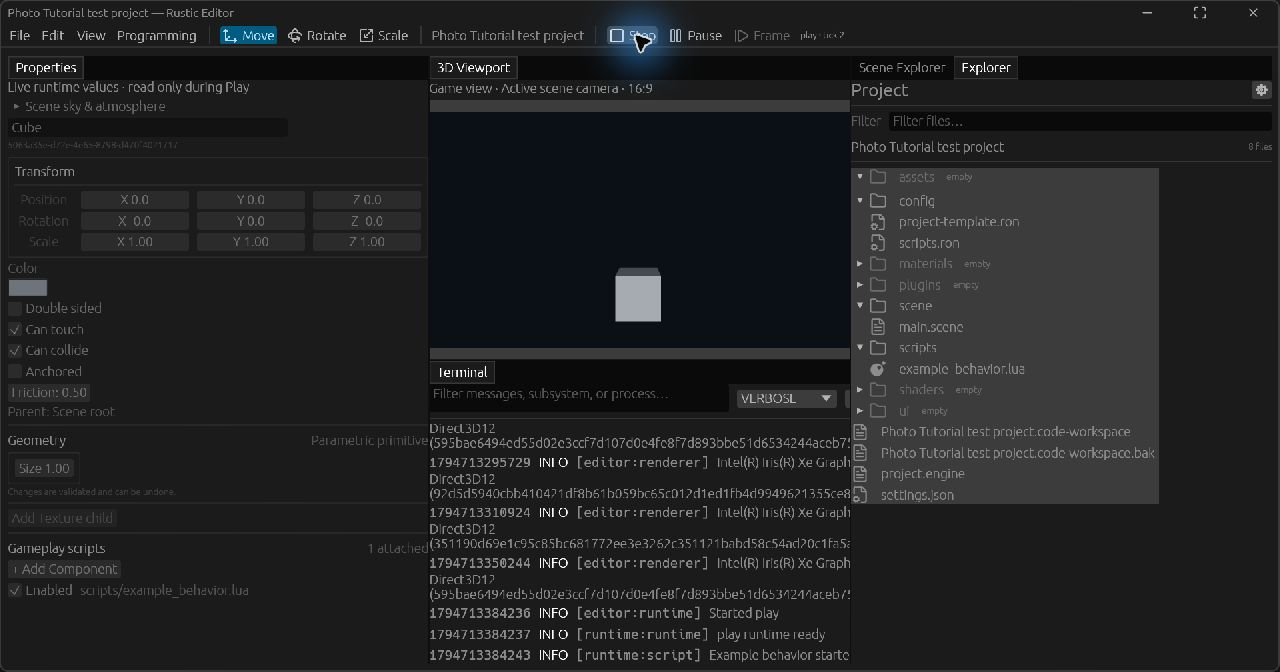 Photo Tutorial test project — Rustic Editor
File Edit View Programming Move Rotate Scale Photo Tutorial test project Stop Pause Frame play · tick 2
Properties
Live runtime values · read only during Play
Scene sky & atmosphere
Cube
Transform
Position X 0.0 Y 0.0 Z 0.0
Rotation X 0.0 Y 0.0 Z 0.0
Scale X 1.00 Y 1.00 Z 1.00
Color
Double sided
Can touch
Can collide
Anchored
Friction: 0.50
Parent: Scene root
Geometry Parametric primitive
Size 1.00
Changes are validated and can be undone.
Add Texture child
Gameplay scripts 1 attached
+ Add Component
Enabled scripts/example_behavior.lua
3D Viewport
Game view · Active scene camera · 16:9
Terminal
Filter messages, subsystem, or process… VERBOSE
Direct3D12
(595bae6494ed55d02e3ccf7d107d0e4fe8f7d893bbe51d6534244aceb75
1794713295729 INFO [editor:renderer] Intel(R) Iris(R) Xe Graph
Direct3D12
(92d5d5940cbb410421df8b61b059bc65c012d1ed1fb4d9949621355ce8
1794713310924 INFO [editor:renderer] Intel(R) Iris(R) Xe Graph
Direct3D12
(351190d69e1c95c85bc681772ee3e3262c351121babd58c54ad20c1fa5a
1794713350244 INFO [editor:renderer] Intel(R) Iris(R) Xe Graph
Direct3D12
(595bae6494ed55d02e3ccf7d107d0e4fe8f7d893bbe51d6534244aceb75
1794713384236 INFO [editor:runtime] Started play
1794713384237 INFO [runtime:runtime] play runtime ready
1794713384243 INFO [runtime:script] Example behavior starte
Scene Explorer Explorer
Project
Filter Filter files…
Photo Tutorial test project 8 files
assets empty
config
project-template.ron
scripts.ron
materials empty
plugins empty
scene
main.scene
scripts
example_behavior.lua
shaders empty
ui empty
Photo Tutorial test project.code-workspace
Photo Tutorial test project.code-workspace.bak
project.engine
settings.json